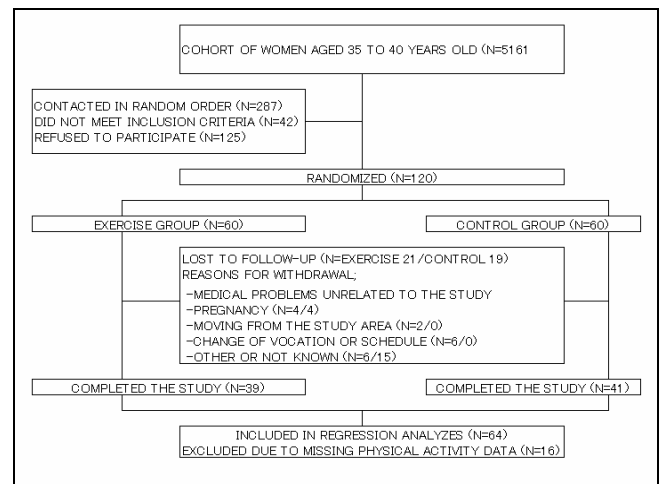 COHORT OF WOMEN AGED 35 TO 40 YEARS OLD (N=5161
CONTACTED IN RANDOM ORDER (N=287)
DID NOT MEET INCLUSION CRITERIA (N=42)
REFUSED TO PARTICIPATE (N=125)
RANDOMIZED (N=120)
EXERCISE GROUP (N=60)
CONTROL GROUP (N=60)
LOST TO FOLLOW-UP (N=EXERCISE 21/CONTROL 19)
REASONS FOR WITHDRAWAL;
-MEDICAL PROBLEMS UNRELATED TO THE STUDY
-PREGNANCY (N=4/4)
-MOVING FROM THE STUDY AREA (N=2/0)
-CHANGE OF VOCATION OR SCHEDULE (N=6/0)
-OTHER OR NOT KNOWN (N=6/15)
COMPLETED THE STUDY (N=39)
COMPLETED THE STUDY (N=41)
INCLUDED IN REGRESSION ANALYZES (N=64)
EXCLUDED DUE TO MISSING PHYSICAL ACTIVITY DATA (N=16)